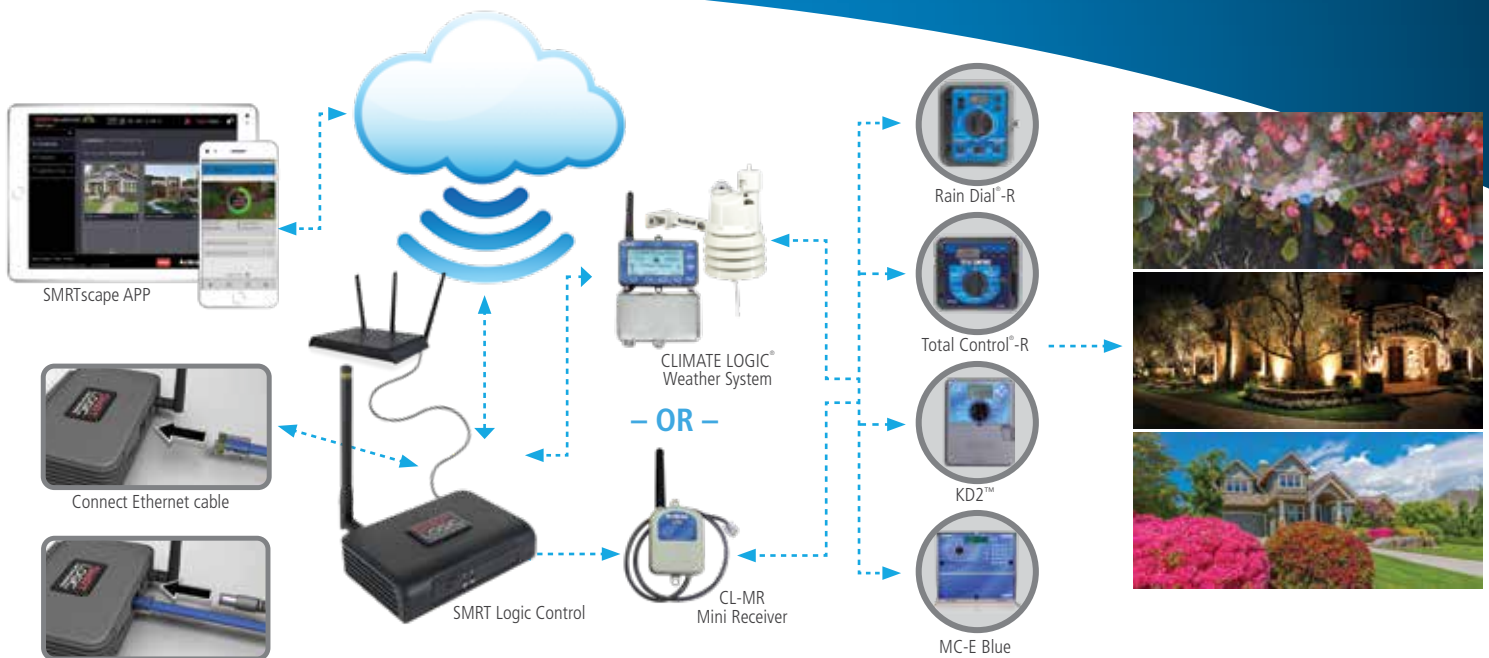 SMRTscape APP
Connect Ethernet cable
SMRT Logic Control
CLIMATE LOGIC®
Weather System
– OR –
CL-MR
Mini Receiver
Rain Dial®-R
Total Control®-R
KD2™
MC-E Blue